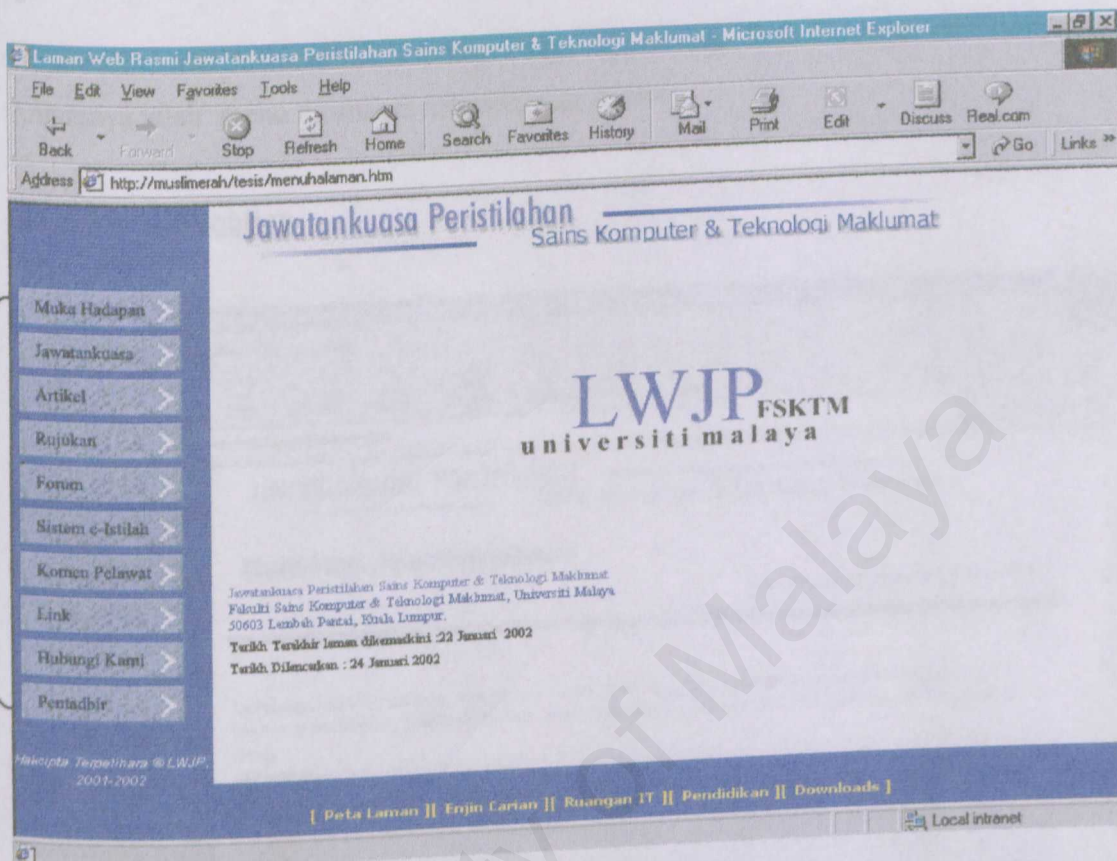 Laman Web Rasmi Jawatankuasa Peristilahan Sains Komputer & Teknologi Maklumat - Microsoft Internet Explorer
File Edit View Favorites Tools Help
Back Forward Stop Refresh Home Search Favorites History Mail Print Edit Discuss Real.com
Address http://muslimerah/tesis/menuhalaman.htm Go Links »
Jawatankuasa Peristilahan
Sains Komputer & Teknologi Maklumat
Muka Hadapan
Jawatankuasa
Artikel
Rujukan
Forum
Sistem e-Istilah
Komen Pelawat
Link
Hubungi Kami
Pentadbir
Hakcipta Terpelihara @ LWJP,
2001-2002
LWJP FSKTM
universiti malaya
Jawatankuasa Peristilahan Sains Komputer & Teknologi Maklumat
Fakulti Sains Komputer & Teknologi Maklumat, Universiti Malaya
50603 Lembah Pantai, Kuala Lumpur.
Tarikh Terakhir laman dikemaskini :22 Januari 2002
Tarikh Dilancarkan : 24 Januari 2002
[ Peta Laman ][ Enjin Carian ][ Ruangan IT ][ Pendidikan ][ Downloads ]
Local intranet
y of Malaya